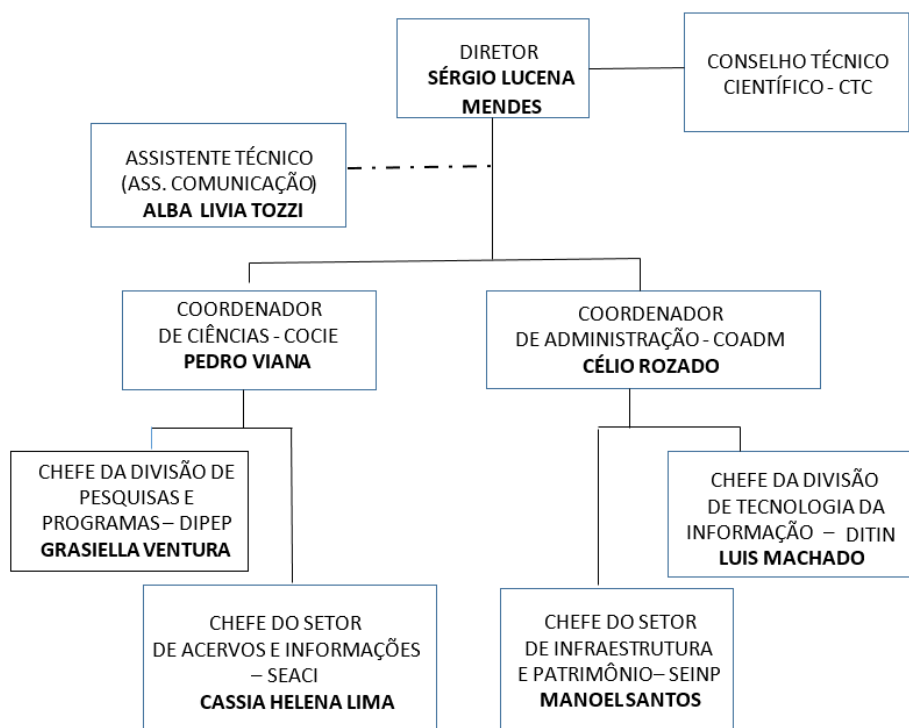 DIRETOR
SÉRGIO LUCENA
MENDES
CONSELHO TÉCNICO
CIENTÍFICO - CTC
ASSISTENTE TÉCNICO
(ASS. COMUNICAÇÃO)
ALBA LIVIA TOZZI
COORDENADOR
DE CIÊNCIAS - COCIE
PEDRO VIANA
COORDENADOR
DE ADMINISTRAÇÃO - COADM
CÉLIO ROZADO
CHEFE DA DIVISÃO DE
PESQUISAS E
PROGRAMAS – DIPEP
GRASIELLA VENTURA
CHEFE DA DIVISÃO
DE TECNOLOGIA DA
INFORMAÇÃO – DITIN
LUIS MACHADO
CHEFE DO SETOR
DE ACERVOS E INFORMAÇÕES
– SEACI
CASSIA HELENA LIMA
CHEFE DO SETOR
DE INFRAESTRUTURA
E PATRIMÔNIO– SEINP
MANOEL SANTOS